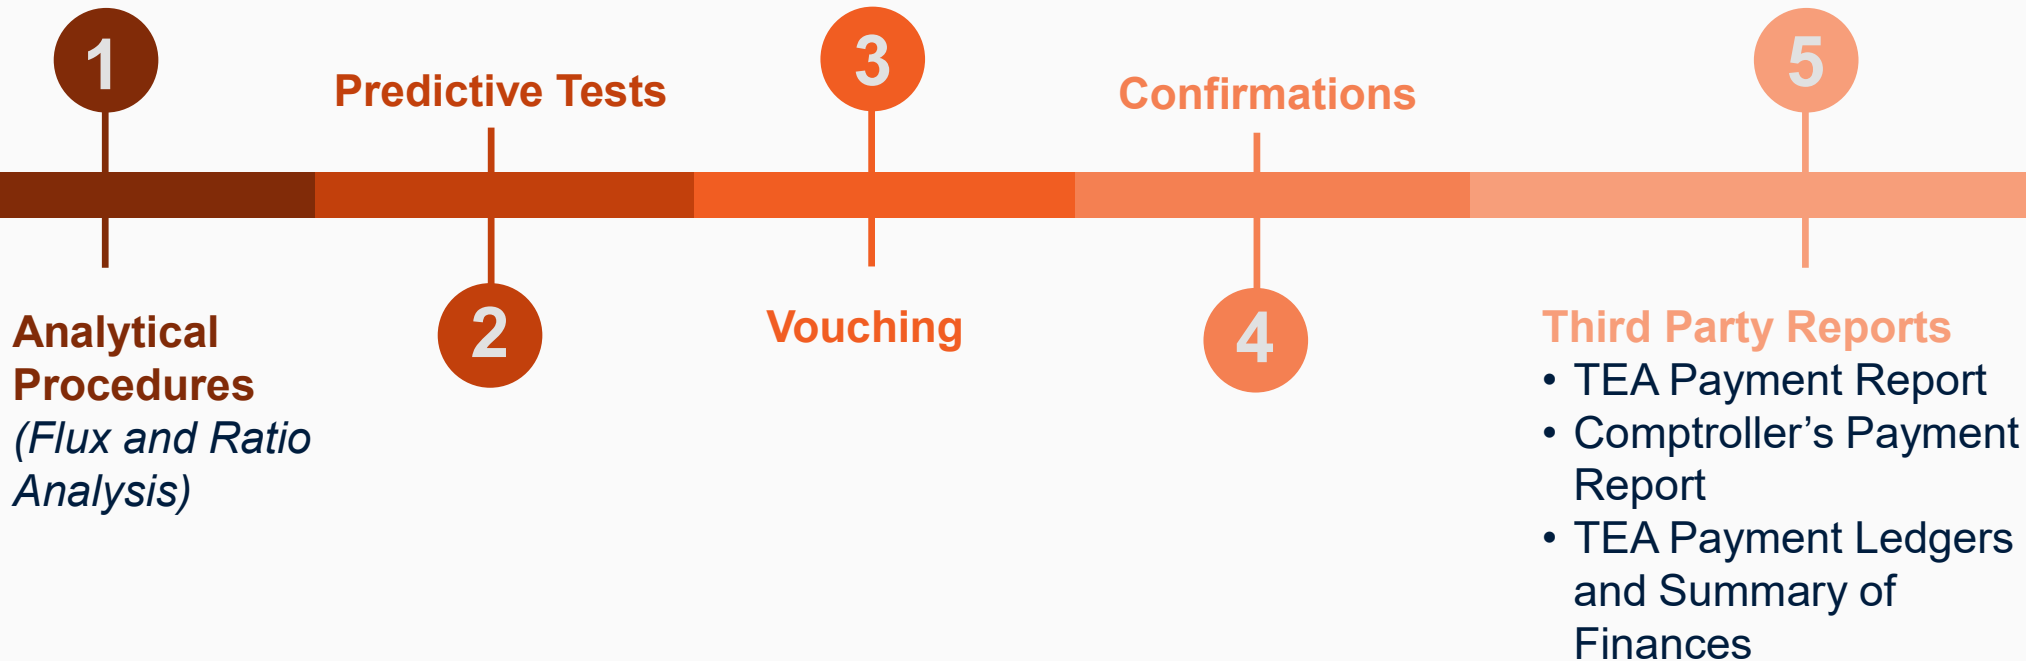 1
Analytical
Procedures
(Flux and Ratio
Analysis)
Predictive Tests
2
3
Vouching
Confirmations
4
5
Third Party Reports
• TEA Payment Report
• Comptroller’s Payment
Report
• TEA Payment Ledgers
and Summary of
Finances